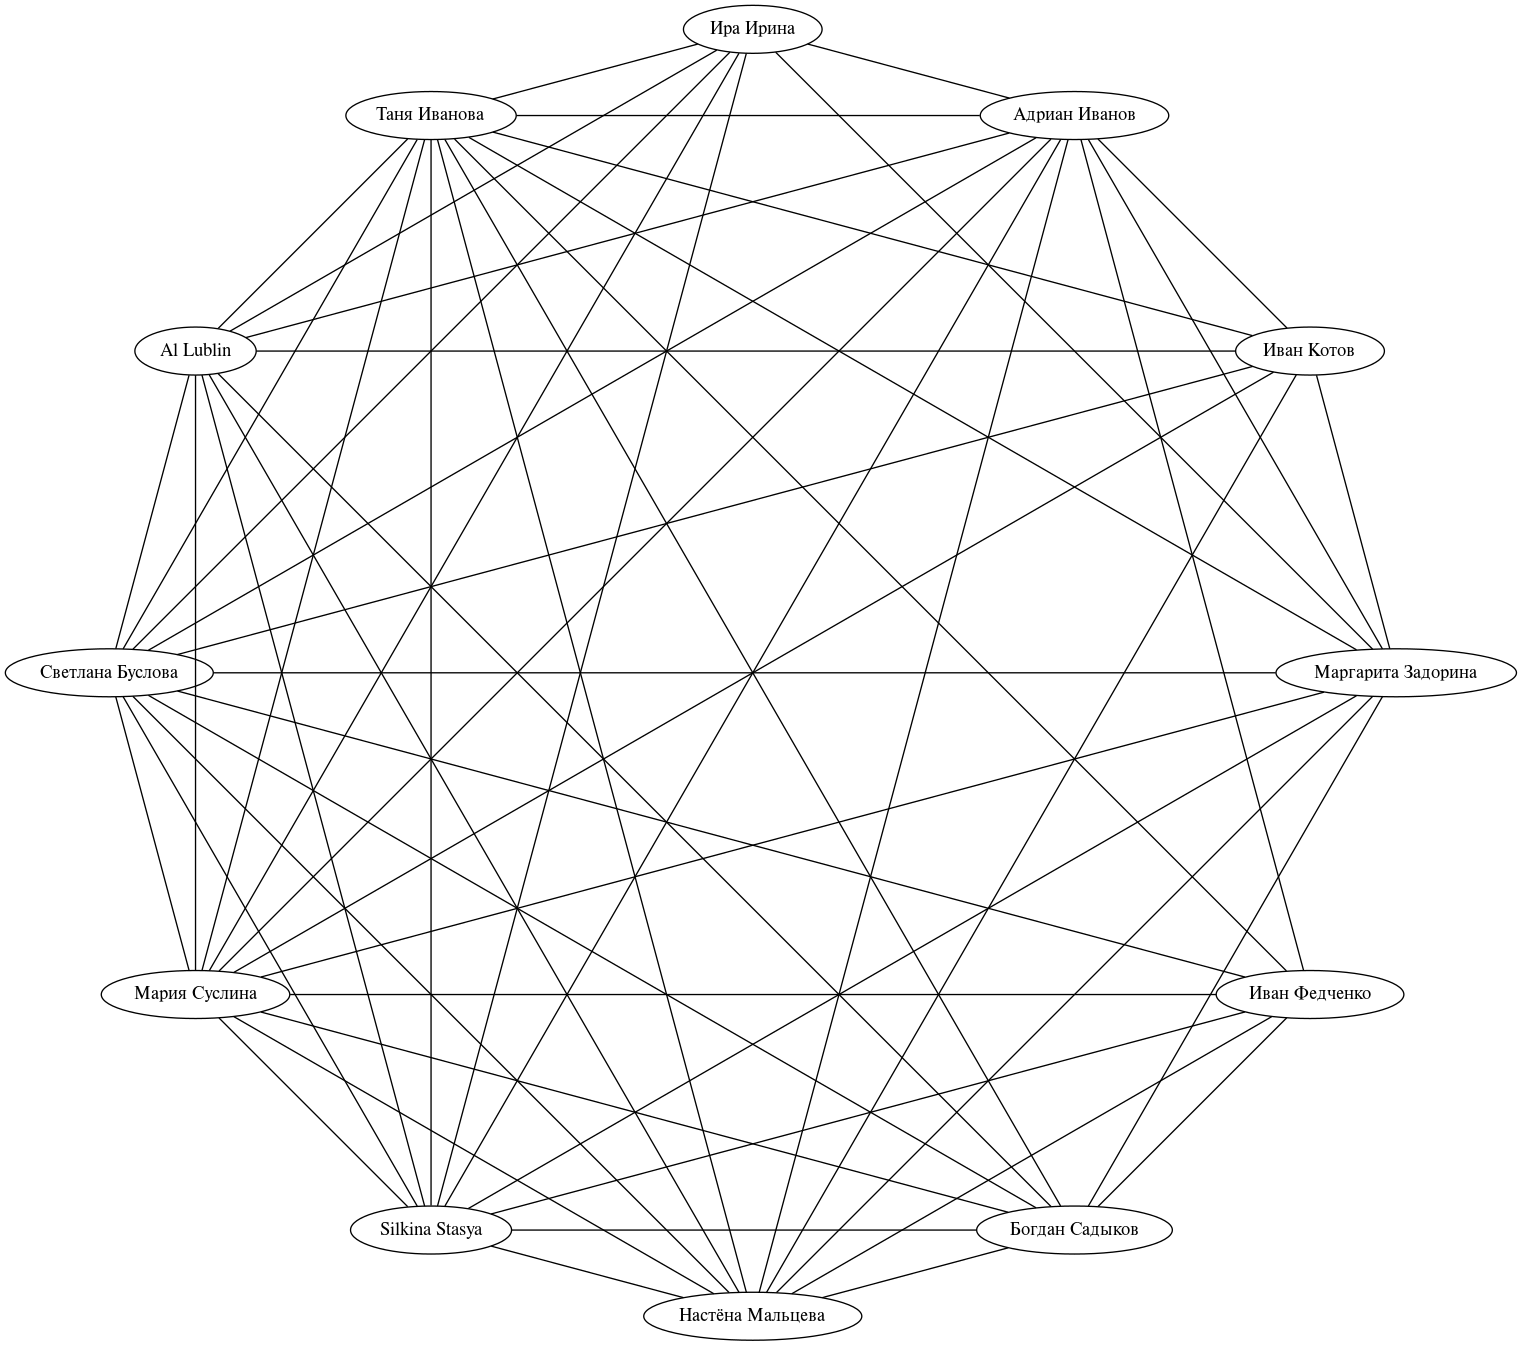 Ира Ирина
Таня Иванова
Адриан Иванов
Al Lublin
Иван Котов
Светлана Буслова
Маргарита Задорина
Мария Суслина
Иван Федченко
Silkina Stasya
Богдан Садыков
Настёна Мальцева